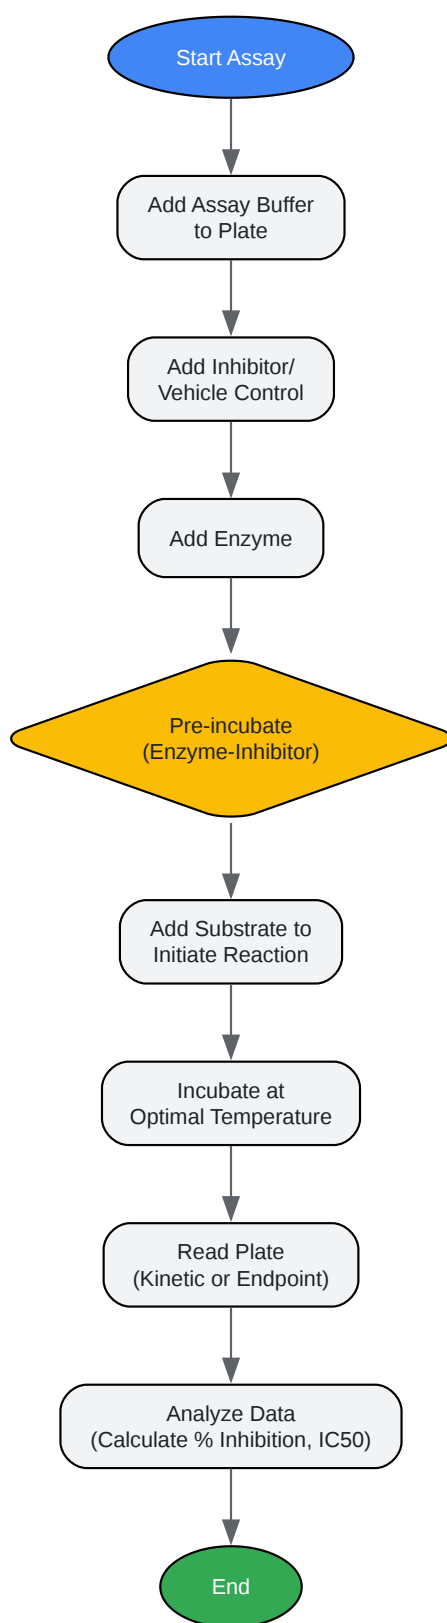 Start Assay
Add Assay Buffer
to Plate
Add Inhibitor/
Vehicle Control
Add Enzyme
Pre-incubate
(Enzyme-Inhibitor)
Add Substrate to
Initiate Reaction
Incubate at
Optimal Temperature
Read Plate
(Kinetic or Endpoint)
Analyze Data
(Calculate % Inhibition, IC50)
End